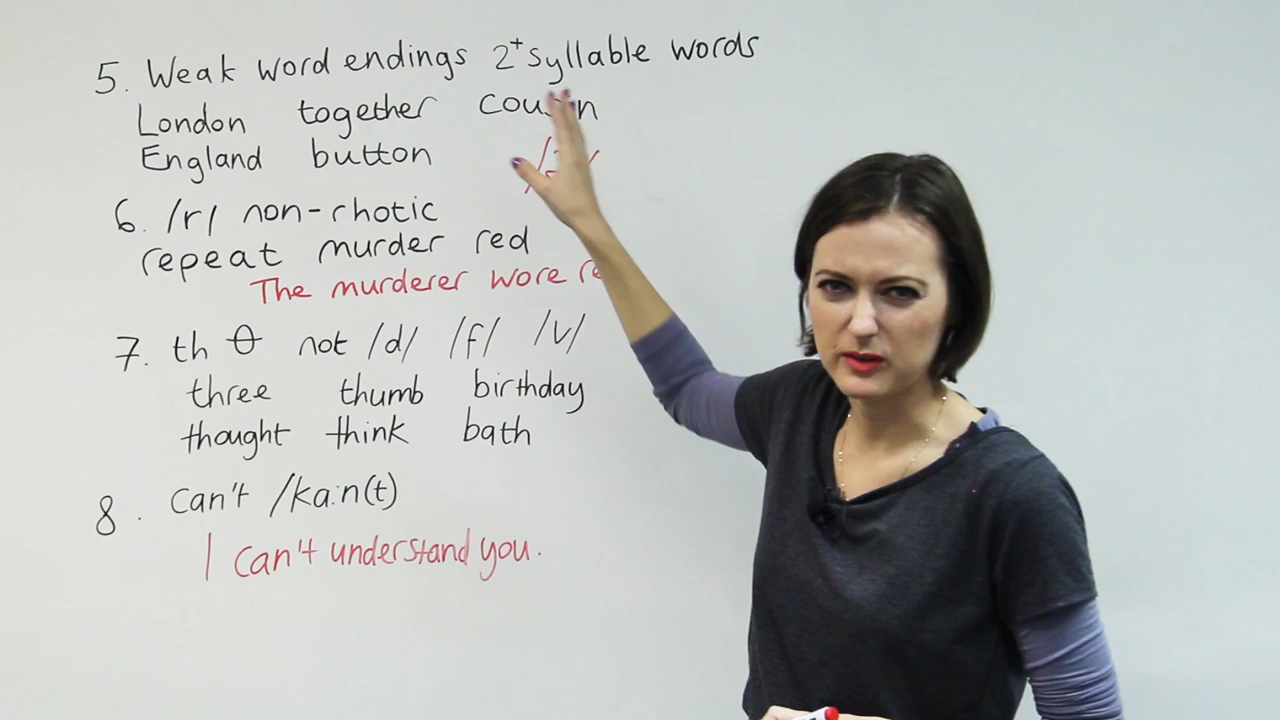 5. Weak word endings 2+ syllable words
London together cousin
England button
6. /r/ non-rhotic
repeat murder red
The murderer wore
7. th θ not /d/ /f/ /v/
three thumb birthday
thought think bath
8. can't /ka:n(t)
I can't understand you.